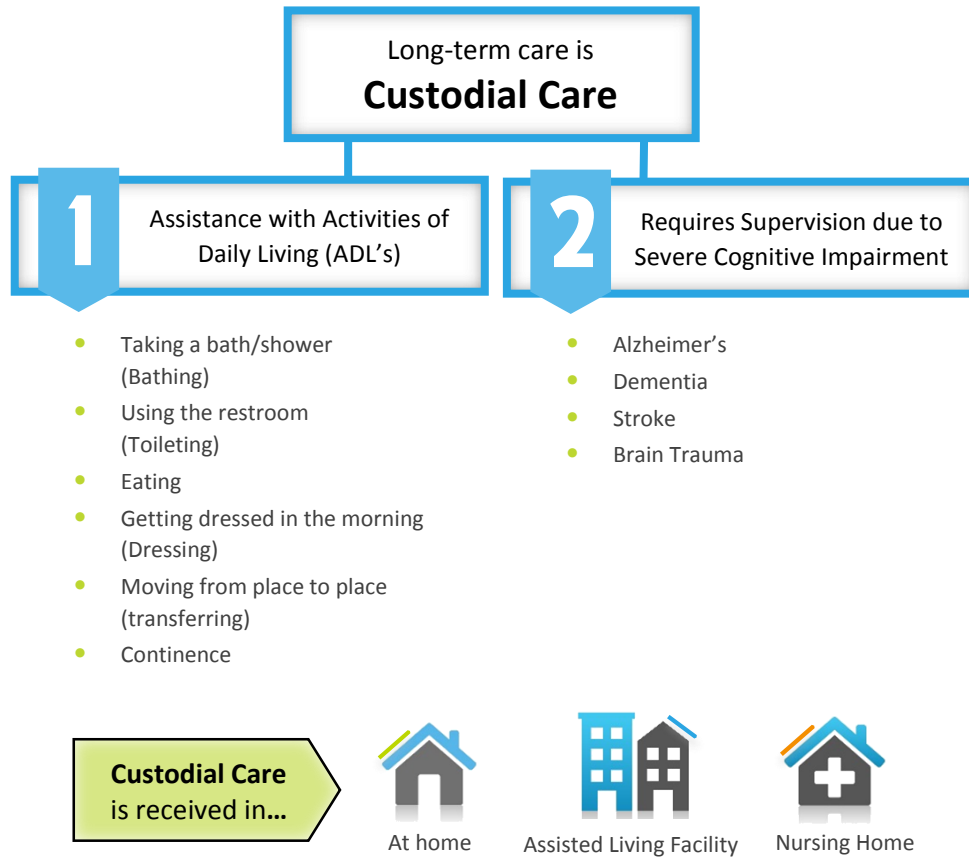 Long-term care is
Custodial Care
1
Assistance with Activities of
Daily Living (ADL's)
• Taking a bath/shower
(Bathing)
• Using the restroom
(Toileting)
• Eating
• Getting dressed in the morning
(Dressing)
• Moving from place to place
(transferring)
• Continence
2
Requires Supervision due to
Severe Cognitive Impairment
• Alzheimer's
• Dementia
• Stroke
• Brain Trauma
Custodial Care
is received in...
At home
Assisted Living Facility
Nursing Home